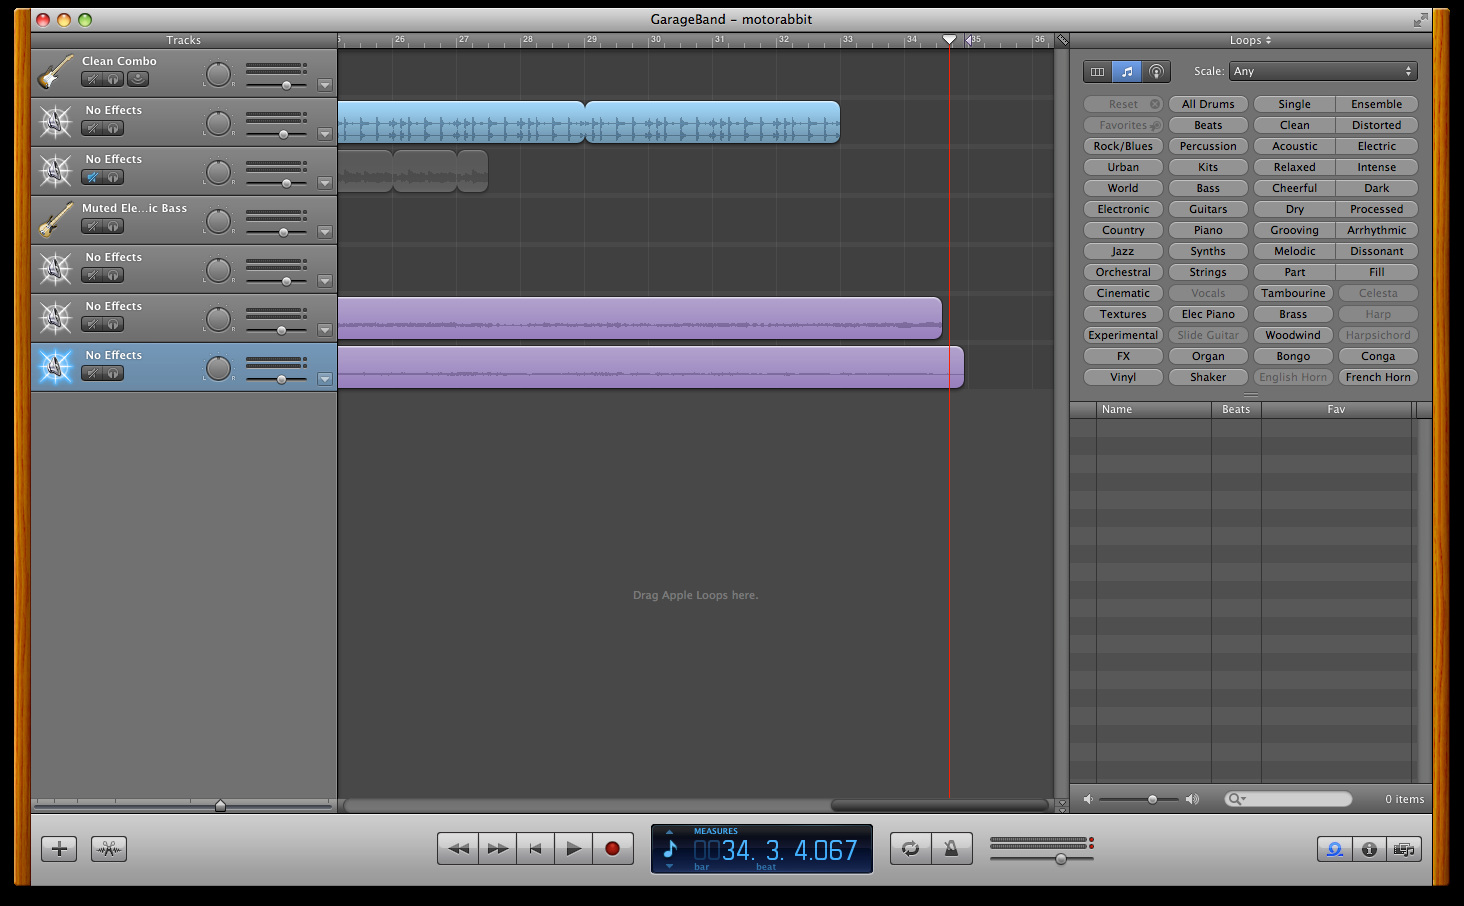 GarageBand – motorabbit
Tracks
26 27 28 29 30 31 32 33 34 35 36
Loops
Clean Combo
L R
No Effects
L R
No Effects
L R
Muted Ele...ic Bass
L R
No Effects
L R
No Effects
L R
No Effects
L R
Drag Apple Loops here.
Scale: Any
Reset All Drums Single Ensemble
Favorites Beats Clean Distorted
Rock/Blues Percussion Acoustic Electric
Urban Kits Relaxed Intense
World Bass Cheerful Dark
Electronic Guitars Dry Processed
Country Piano Grooving Arrhythmic
Jazz Synths Melodic Dissonant
Orchestral Strings Part Fill
Cinematic Vocals Tambourine Celesta
Textures Elec Piano Brass Harp
Experimental Slide Guitar Woodwind Harpsichord
FX Organ Bongo Conga
Vinyl Shaker English Horn French Horn
Name Beats Fav
0 items
MEASURES
0034. 3. 4.067
bar beat